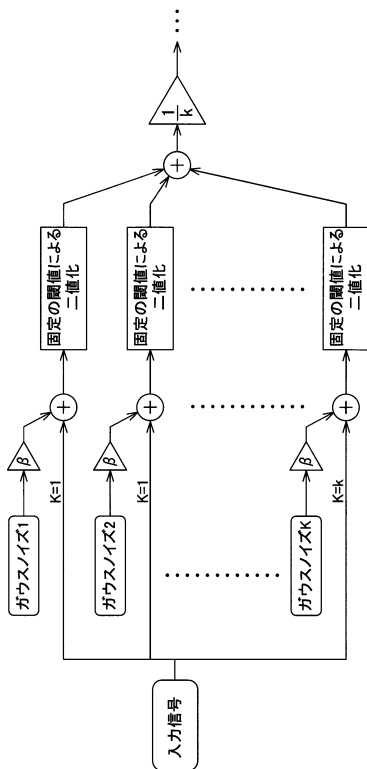 入力信号
ガウスノイズ1
β
K=1
固定の閾値による
二値化
ガウスノイズ2
β
K=1
固定の閾値による
二値化
ガウスノイズK
β
K=k
固定の閾値による
二値化
1
k